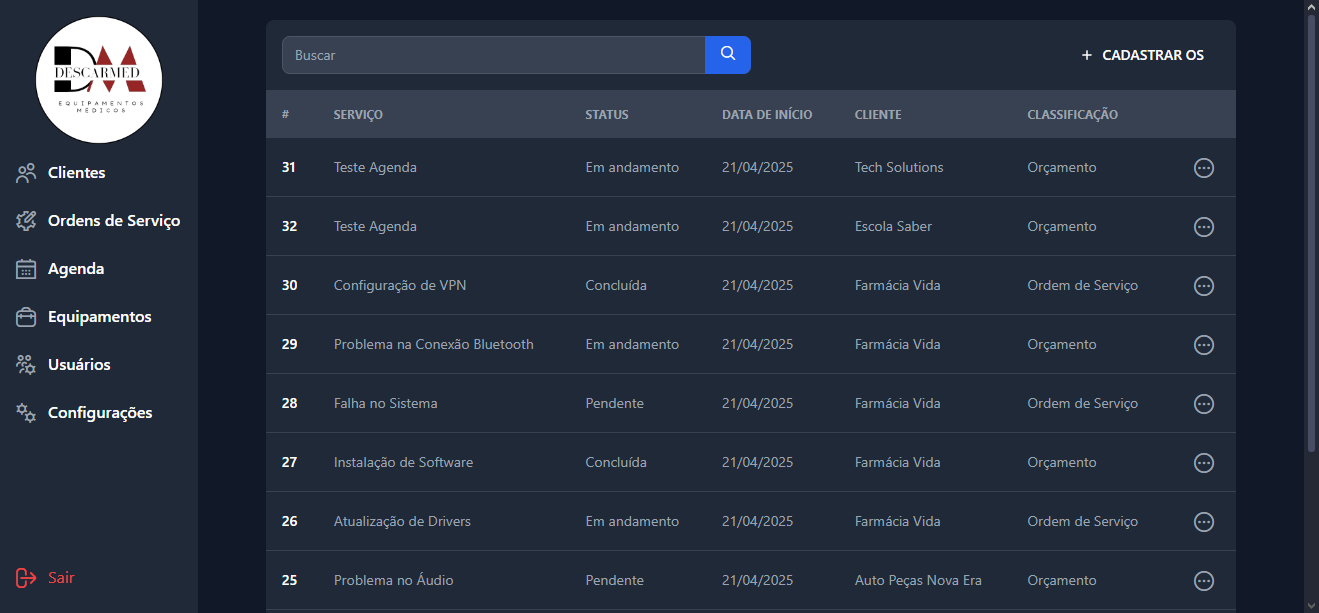 DM
DESCARMED
EQUIPAMENTOS
MÉDICOS
Clientes
Ordens de Serviço
Agenda
Equipamentos
Usuários
Configurações
Sair
Buscar
+ CADASTRAR OS
# SERVIÇO STATUS DATA DE INÍCIO CLIENTE CLASSIFICAÇÃO
31 Teste Agenda Em andamento 21/04/2025 Tech Solutions Orçamento
32 Teste Agenda Em andamento 21/04/2025 Escola Saber Orçamento
30 Configuração de VPN Concluída 21/04/2025 Farmácia Vida Ordem de Serviço
29 Problema na Conexão Bluetooth Em andamento 21/04/2025 Farmácia Vida Orçamento
28 Falha no Sistema Pendente 21/04/2025 Farmácia Vida Ordem de Serviço
27 Instalação de Software Concluída 21/04/2025 Farmácia Vida Orçamento
26 Atualização de Drivers Em andamento 21/04/2025 Farmácia Vida Ordem de Serviço
25 Problema no Áudio Pendente 21/04/2025 Auto Peças Nova Era Orçamento